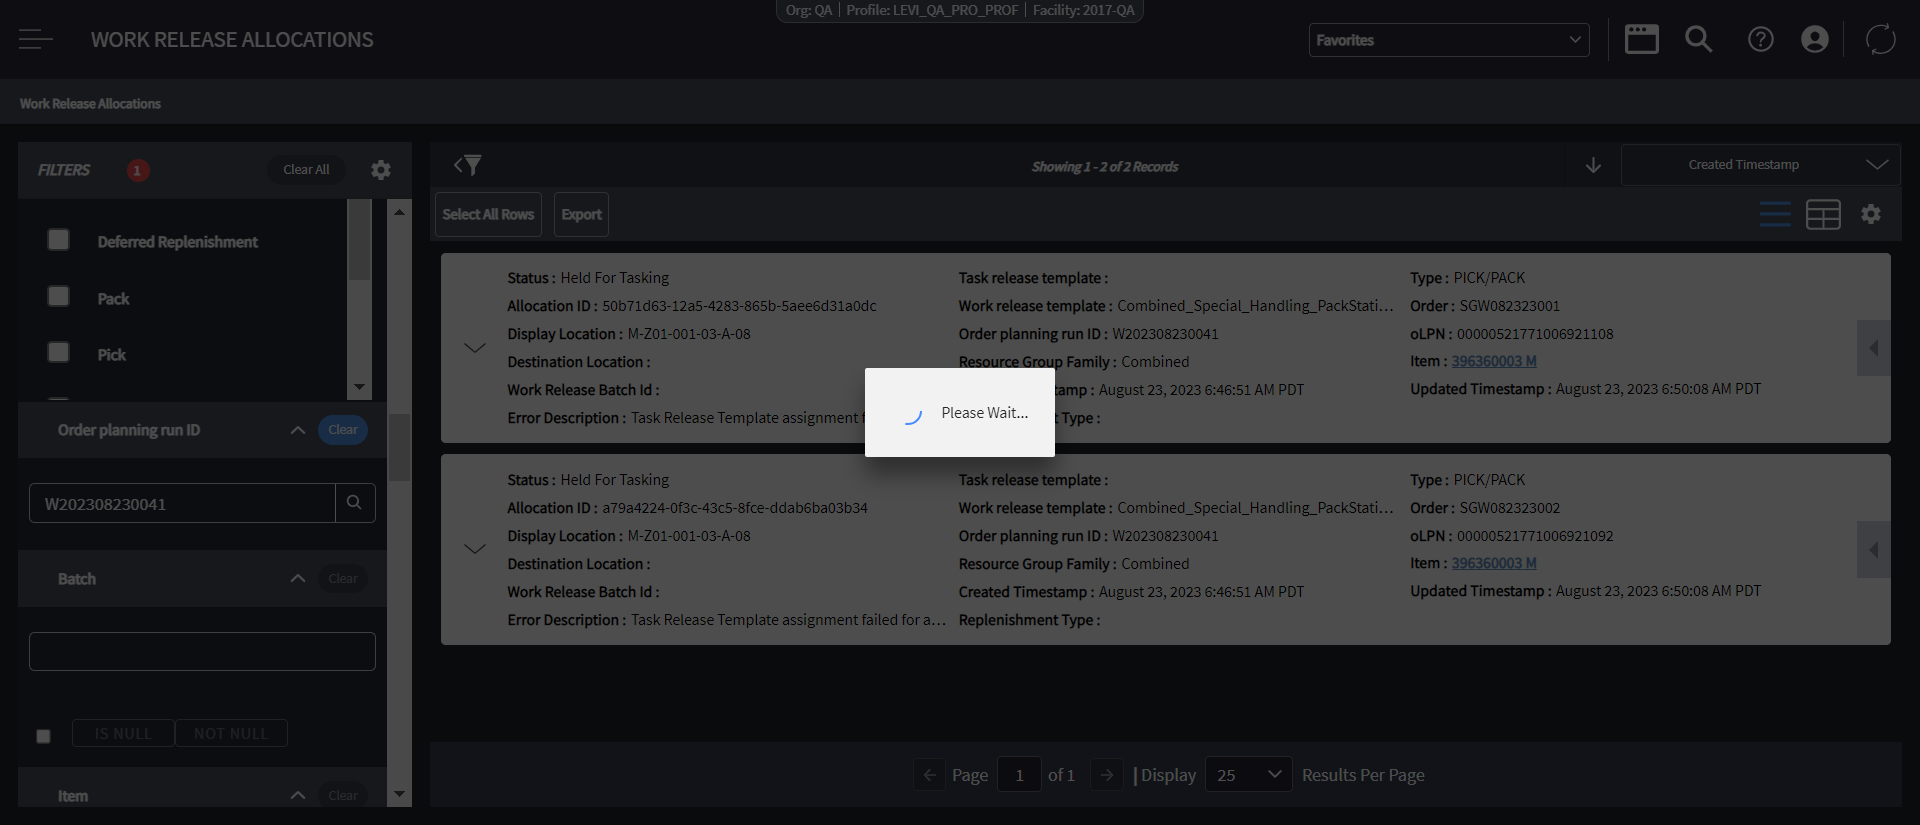 Org: QA | Profile: LEVI_QA_PRO_PROF | Facility: 2017-QA
WORK RELEASE ALLOCATIONS
Favorites
Work Release Allocations
FILTERS 1 Clear All
Deferred Replenishment
Pack
Pick
Order planning run ID Clear
W202308230041
Batch Clear
IS NULL NOT NULL
Item Clear
Showing 1 - 2 of 2 Records
Created Timestamp
Select All Rows Export
Status : Held For Tasking
Allocation ID : 50b71d63-12a5-4283-865b-5aee6d31a0dc
Display Location : M-Z01-001-03-A-08
Destination Location :
Work Release Batch Id :
Error Description : Task Release Template assignment f
Task release template :
Work release template : Combined_Special_Handling_PackStati...
Order planning run ID : W202308230041
Resource Group Family : Combined
amp : August 23, 2023 6:46:51 AM PDT
t Type :
Type : PICK/PACK
Order : SGW082323001
oLPN : 00000521771006921108
Item : 396360003 M
Updated Timestamp : August 23, 2023 6:50:08 AM PDT
Please Wait...
Status : Held For Tasking
Allocation ID : a79a4224-0f3c-43c5-8fce-ddab6ba03b34
Display Location : M-Z01-001-03-A-08
Destination Location :
Work Release Batch Id :
Error Description : Task Release Template assignment failed for a...
Task release template :
Work release template : Combined_Special_Handling_PackStati...
Order planning run ID : W202308230041
Resource Group Family : Combined
Created Timestamp : August 23, 2023 6:46:51 AM PDT
Replenishment Type :
Type : PICK/PACK
Order : SGW082323002
oLPN : 00000521771006921092
Item : 396360003 M
Updated Timestamp : August 23, 2023 6:50:08 AM PDT
Page 1 of 1 | Display 25 Results Per Page